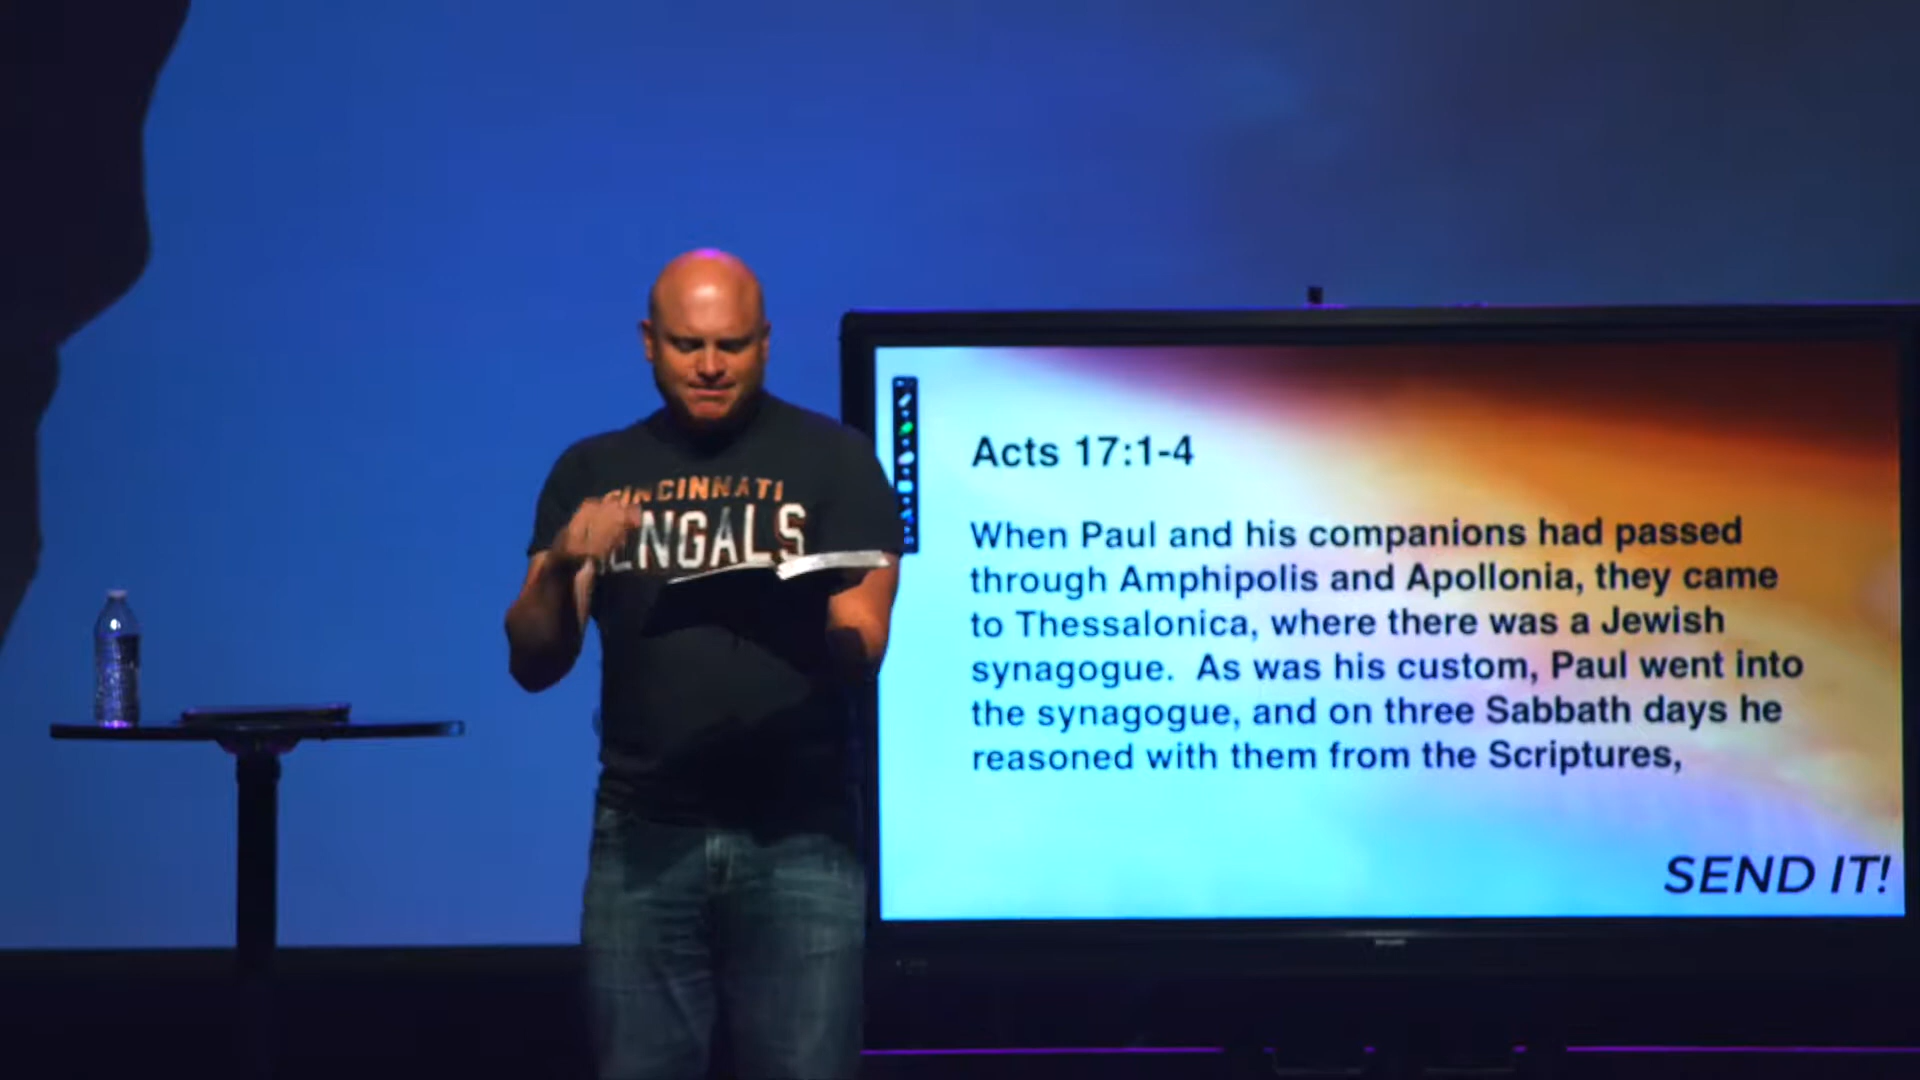 CINCINNATI
ENGALS
Acts 17:1-4
When Paul and his companions had passed
through Amphipolis and Apollonia, they came
to Thessalonica, where there was a Jewish
synagogue. As was his custom, Paul went into
the synagogue, and on three Sabbath days he
reasoned with them from the Scriptures,
SEND IT!